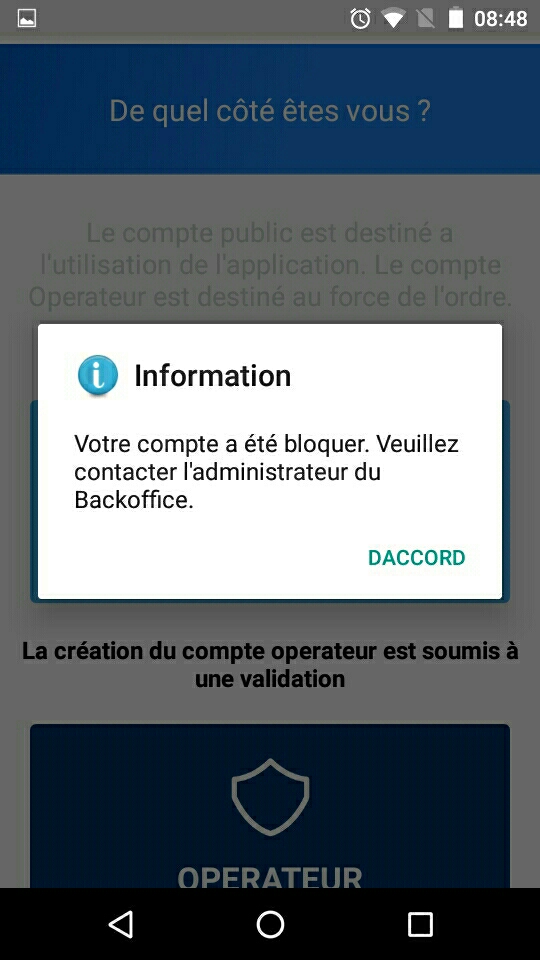 08:48
De quel côté êtes vous ?
Le compte public est destiné a
l'utilisation de l'application. Le compte
Operateur est destiné au force de l'ordre.
Information
Votre compte a été bloquer. Veuillez
contacter l'administrateur du
Backoffice.
DACCORD
La création du compte operateur est soumis à
une validation
OPERATEUR